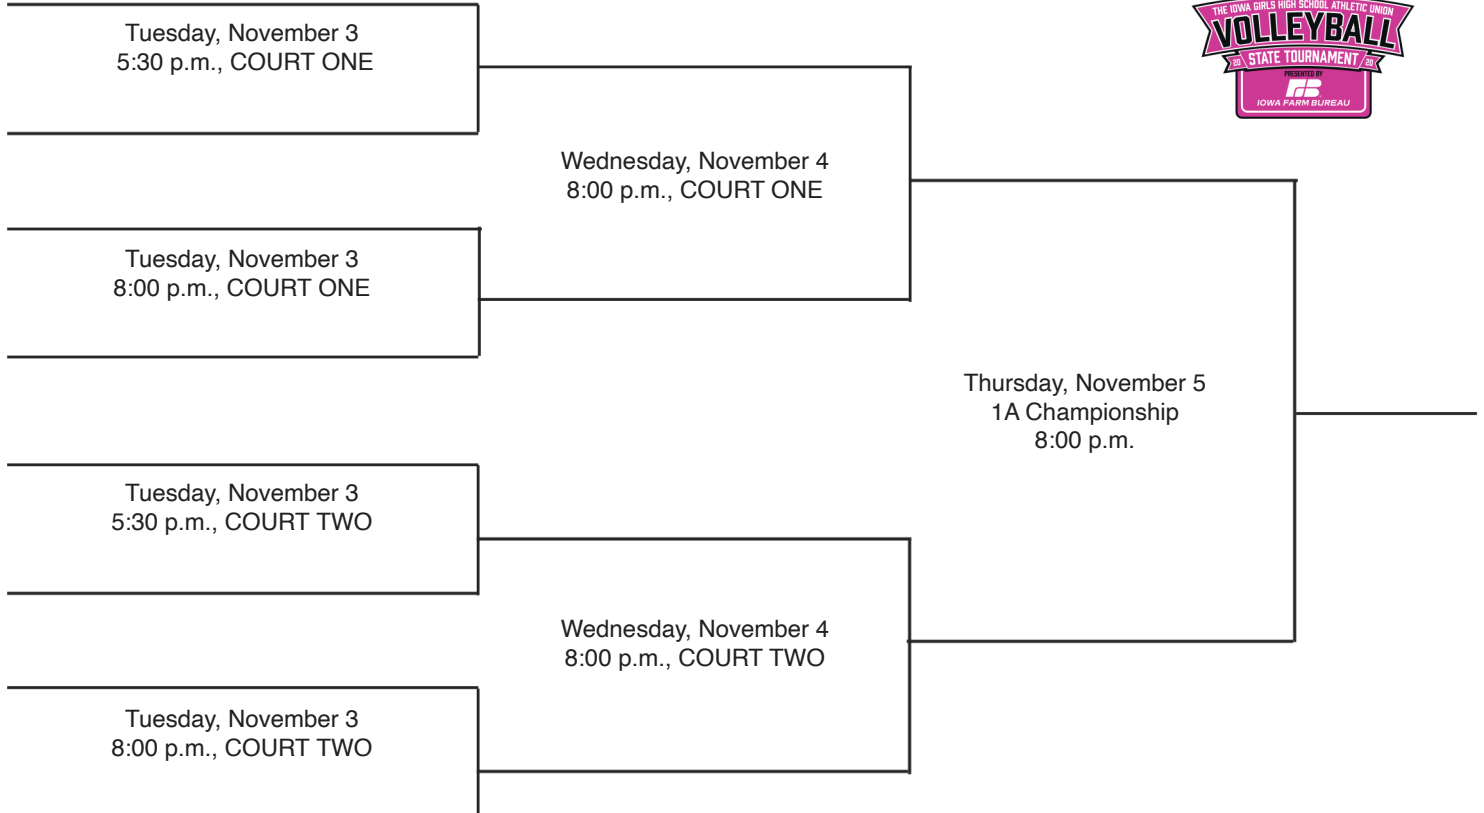 THE IOWA GIRLS HIGH SCHOOL ATHLETIC UNION
VOLLEYBALL
20 STATE TOURNAMENT 20
PRESENTED BY
FB
IOWA FARM BUREAU
Tuesday, November 3
5:30 p.m., COURT ONE
Wednesday, November 4
8:00 p.m., COURT ONE
Tuesday, November 3
8:00 p.m., COURT ONE
Thursday, November 5
1A Championship
8:00 p.m.
Tuesday, November 3
5:30 p.m., COURT TWO
Wednesday, November 4
8:00 p.m., COURT TWO
Tuesday, November 3
8:00 p.m., COURT TWO